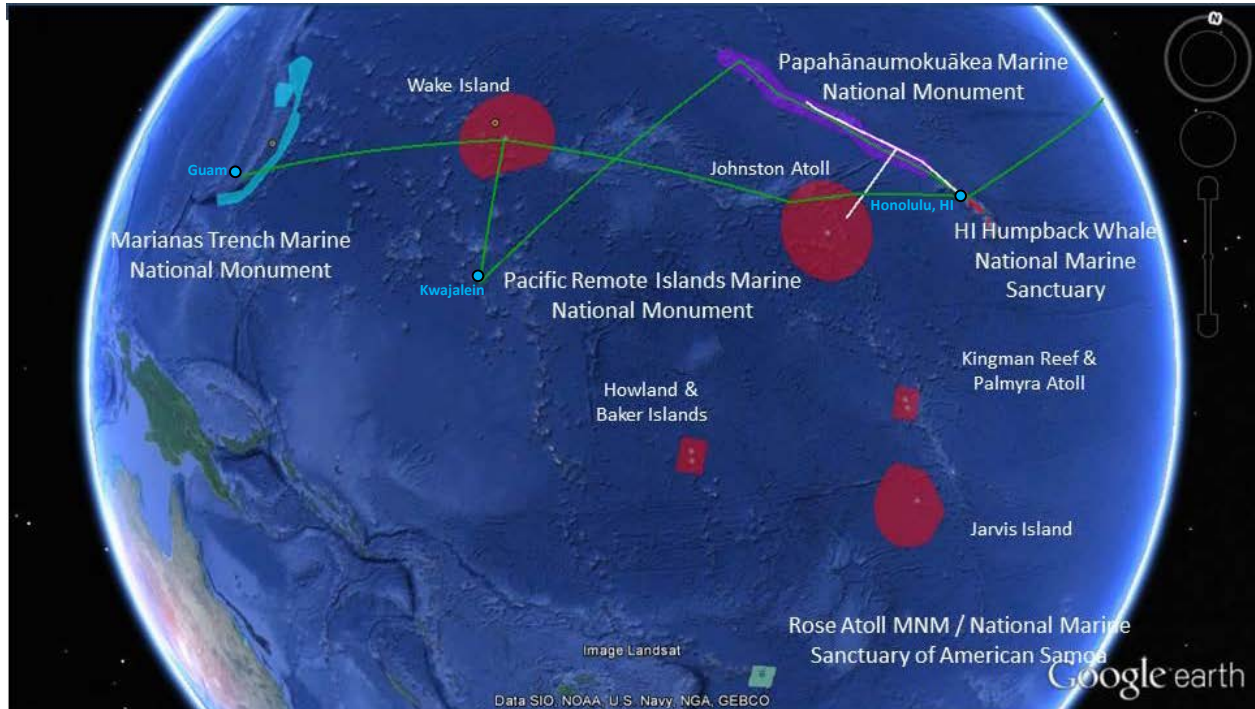 N
Papahānaumokuākea Marine
National Monument
Wake Island
Johnston Atoll
Guam
Honolulu, HI
Marianas Trench Marine
National Monument
HI Humpback Whale
National Marine
Sanctuary
Kwajalein
Pacific Remote Islands Marine
National Monument
Kingman Reef &
Palmyra Atoll
Howland &
Baker Islands
Jarvis Island
Rose Atoll MNM / National Marine
Sanctuary of American Samoa
Image Landsat
Google earth
Data SIO, NOAA, U.S. Navy, NGA, GEBCO